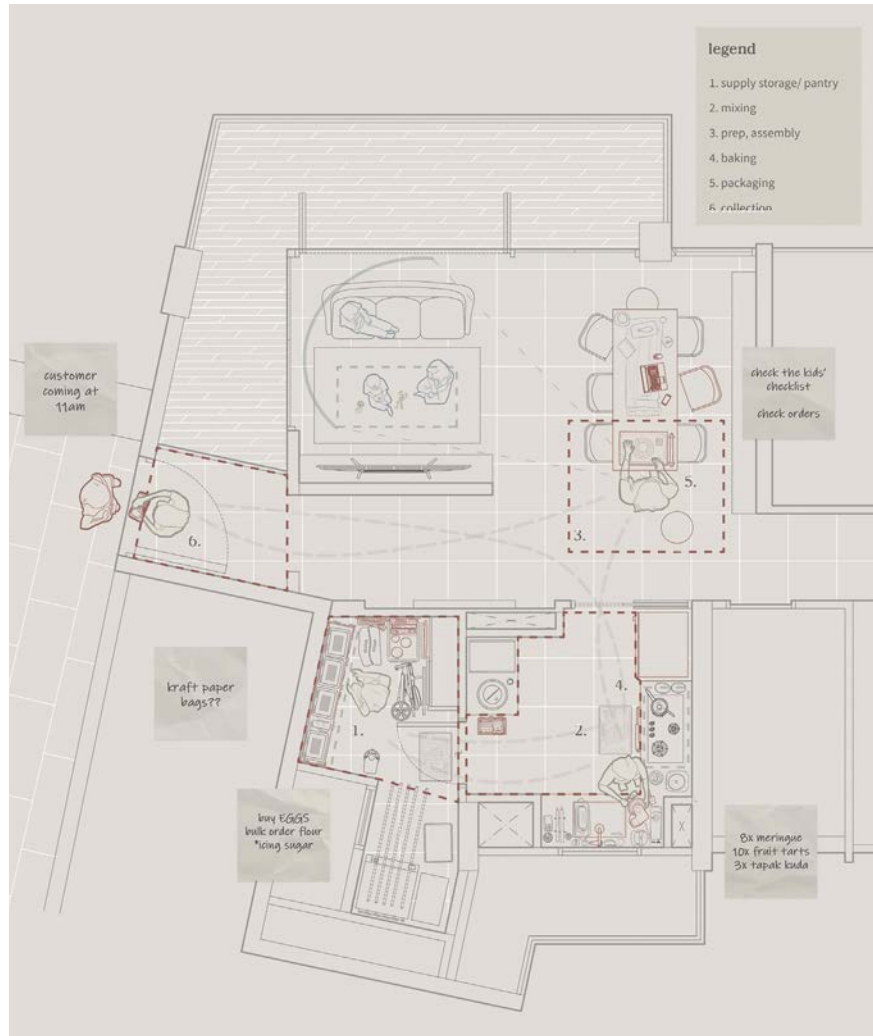 legend
1. supply storage/ pantry
2. mixing
3. prep, assembly
4. baking
5. packaging
6. collection
customer
coming at
11am
check the kids'
checklist
check orders
5.
3.
6.
4.
1.
2.
kraft paper
bags??
buy EGGS
bulk order flour
*icing sugar
8x meringue
10x fruit tarts
3x tapak kuda